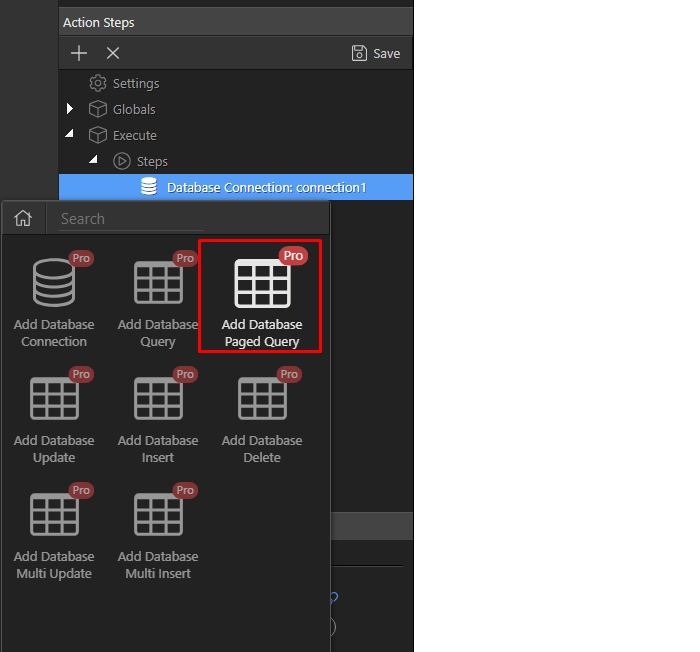 Action Steps
Save
Settings
Globals
Execute
Steps
Database Connection: connection1
Search
Pro Pro Pro
Add Database Add Database Add Database
Connection Query Paged Query
Pro Pro Pro
Add Database Add Database Add Database
Update Insert Delete
Pro Pro
Add Database Add Database
Multi Update Multi Insert